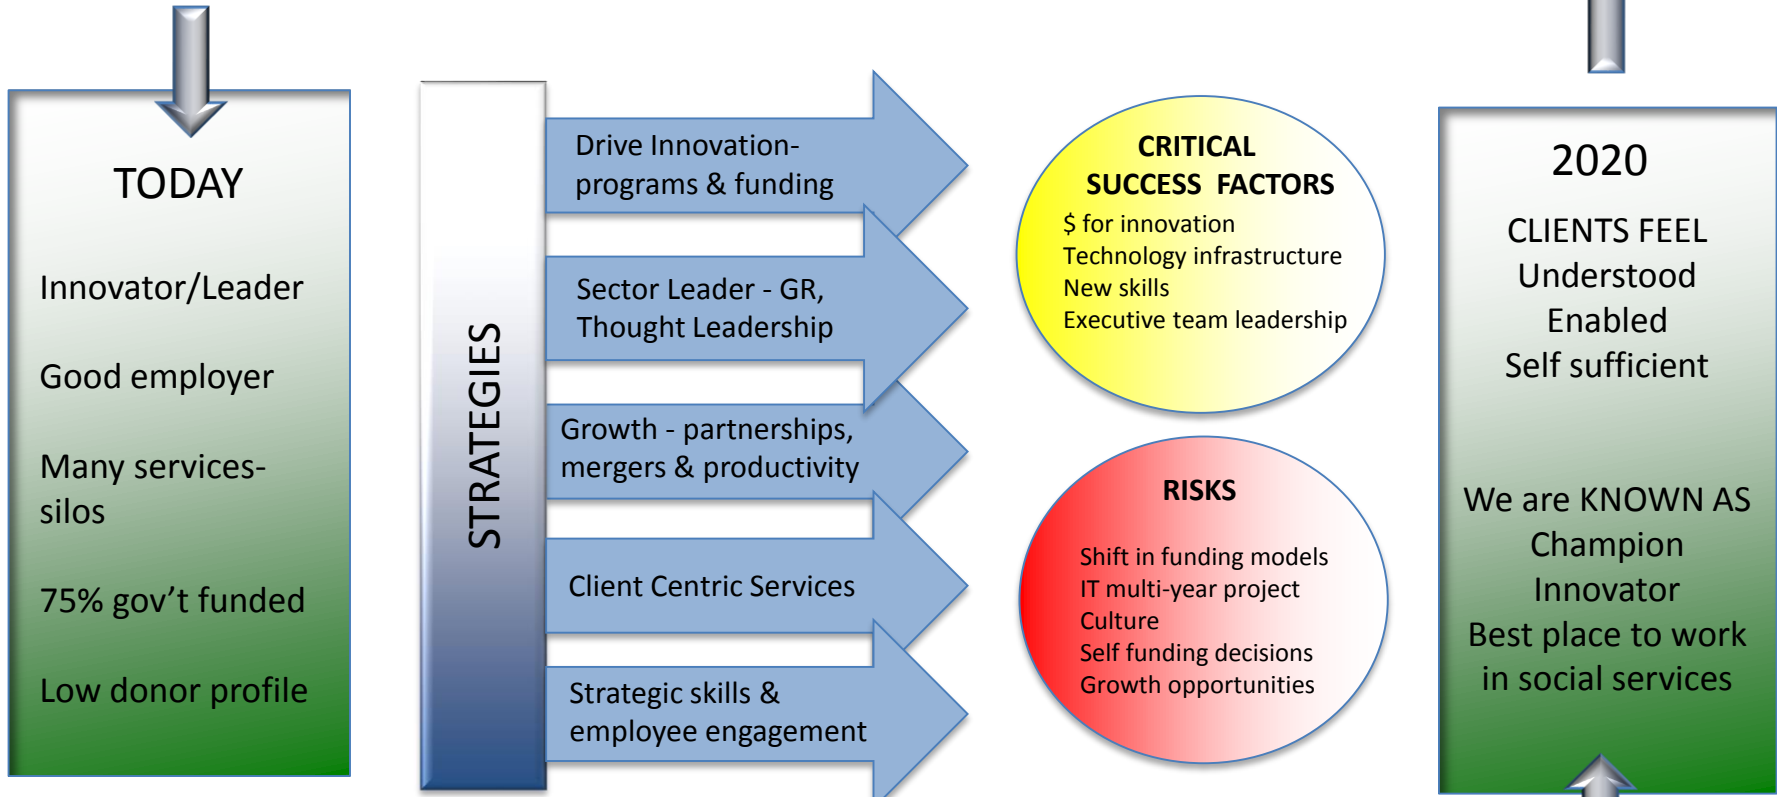 TODAY
Innovator/Leader
Good employer
Many services-
silos
75% gov’t funded
Low donor profile
STRATEGIES
Drive Innovation-
programs & funding
Sector Leader - GR,
Thought Leadership
Growth - partnerships,
mergers & productivity
Client Centric Services
Strategic skills &
employee engagement
CRITICAL
SUCCESS FACTORS
$ for innovation
Technology infrastructure
New skills
Executive team leadership
RISKS
Shift in funding models
IT multi-year project
Culture
Self funding decisions
Growth opportunities
2020
CLIENTS FEEL
Understood
Enabled
Self sufficient
We are KNOWN AS
Champion
Innovator
Best place to work
in social services